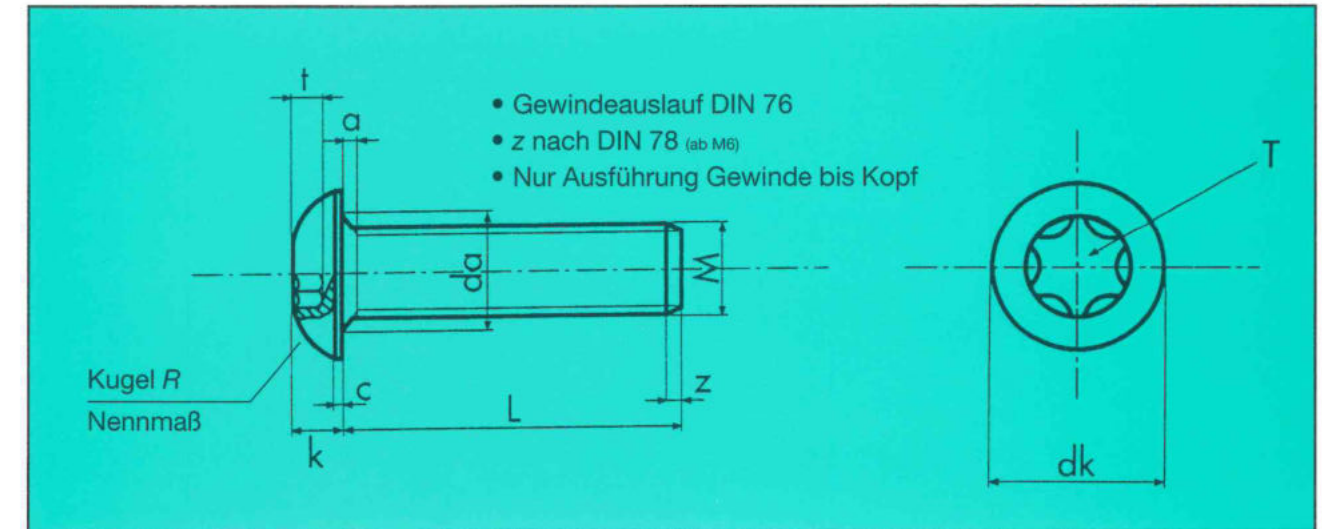 t
a
• Gewindeauslauf DIN 76
• z nach DIN 78 (ab M6)
• Nur Ausführung Gewinde bis Kopf
T
da
M
Kugel R
Nennmaß
c
z
L
k
dk